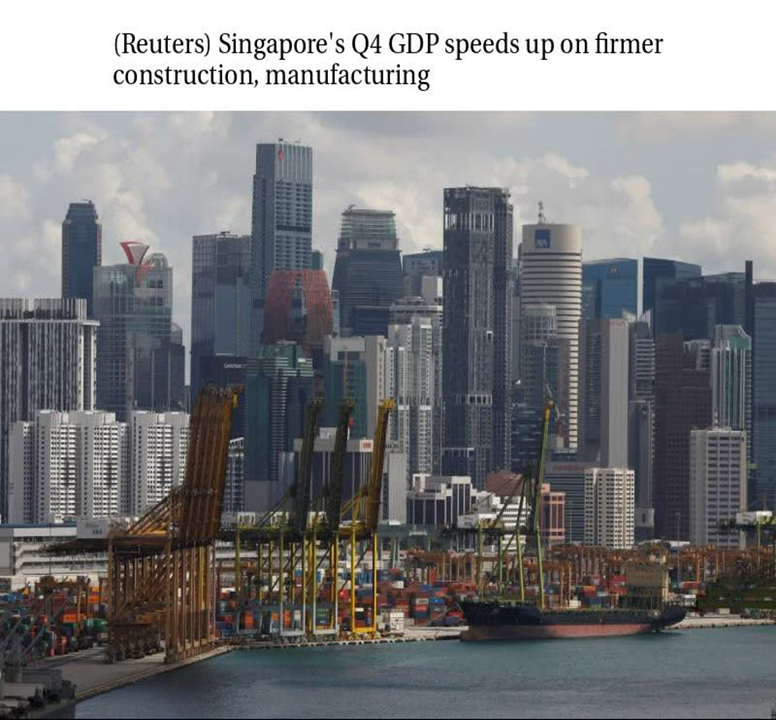 (Reuters) Singapore's Q4 GDP speeds up on firmer
construction, manufacturing